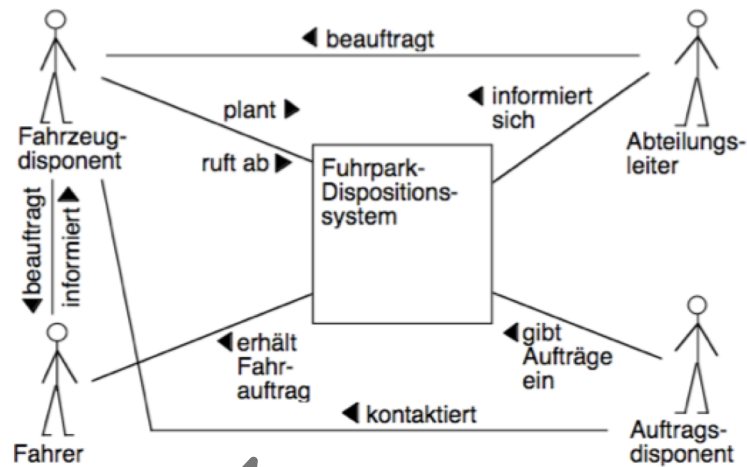 ◀ beauftragt
plant ▶
◀ informiert
sich
Fahrzeug-
disponent
Abteilungs-
leiter
ruft ab ▶
Fuhrpark-
Dispositions-
system
beauftragt
informiert
◀ erhält
Fahr-
auftrag
◀ gibt
Aufträge
ein
◀ kontaktiert
Fahrer
Auftrags-
disponent